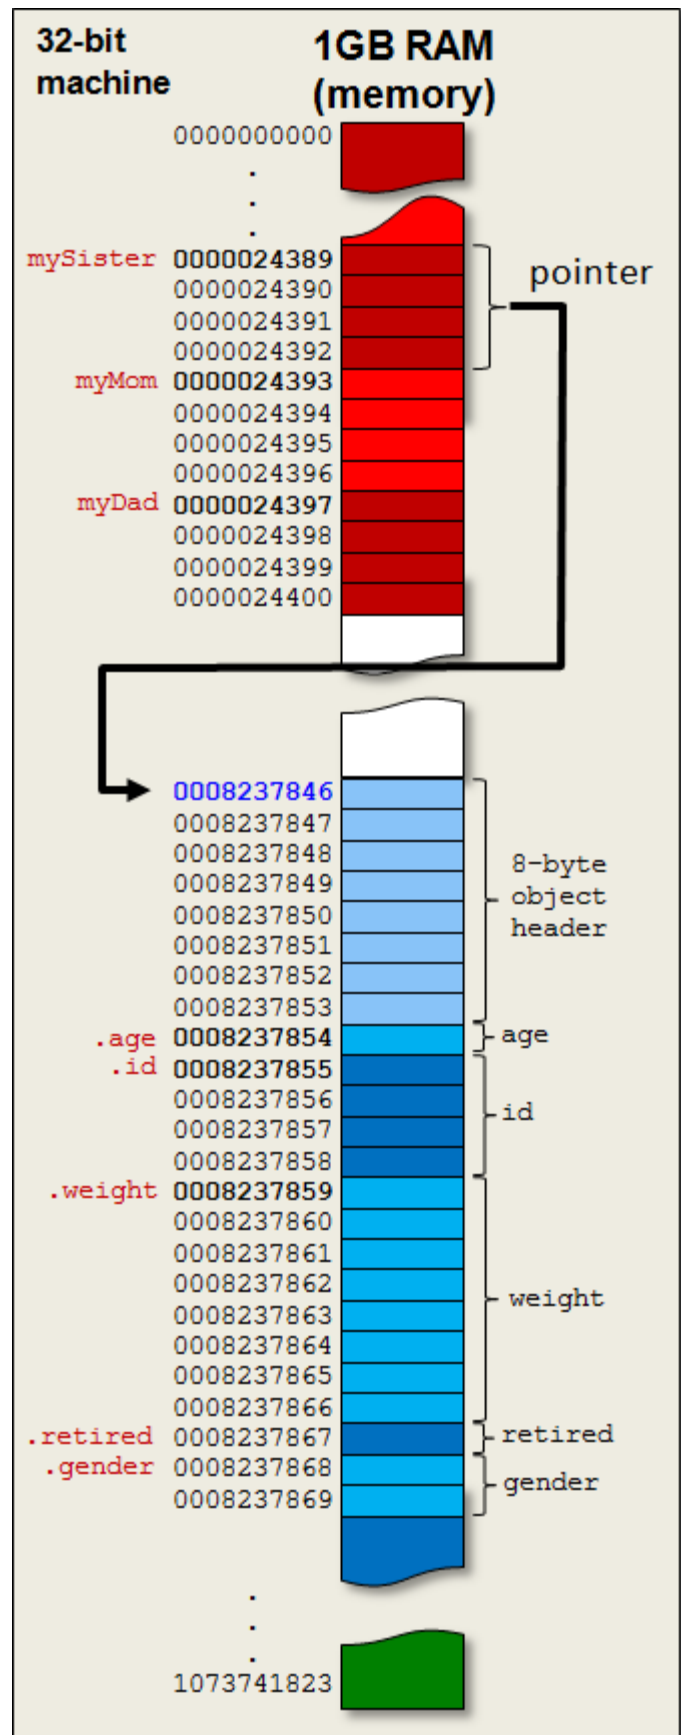 32-bit
machine
1GB RAM
(memory)
0000000000
.
.
.
mySister 0000024389
pointer
0000024390
0000024391
0000024392
myMom 0000024393
0000024394
0000024395
0000024396
myDad 0000024397
0000024398
0000024399
0000024400
0008237846
0008237847
0008237848
0008237849
0008237850
0008237851
0008237852
0008237853
8-byte
object
header
.age 0008237854 age
.id 0008237855
0008237856
0008237857
0008237858
id
.weight 0008237859
0008237860
0008237861
0008237862
0008237863
0008237864
0008237865
0008237866
weight
.retired 0008237867 retired
.gender 0008237868
0008237869
gender
.
.
.
1073741823